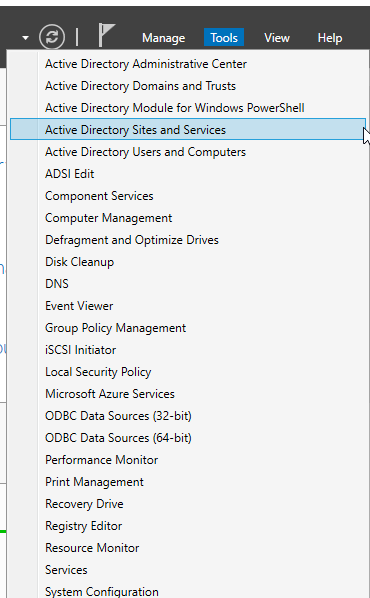 Manage Tools View Help
Active Directory Administrative Center
Active Directory Domains and Trusts
Active Directory Module for Windows PowerShell
Active Directory Sites and Services
Active Directory Users and Computers
ADSI Edit
Component Services
Computer Management
Defragment and Optimize Drives
Disk Cleanup
DNS
Event Viewer
Group Policy Management
iSCSI Initiator
Local Security Policy
Microsoft Azure Services
ODBC Data Sources (32-bit)
ODBC Data Sources (64-bit)
Performance Monitor
Print Management
Recovery Drive
Registry Editor
Resource Monitor
Services
System Configuration